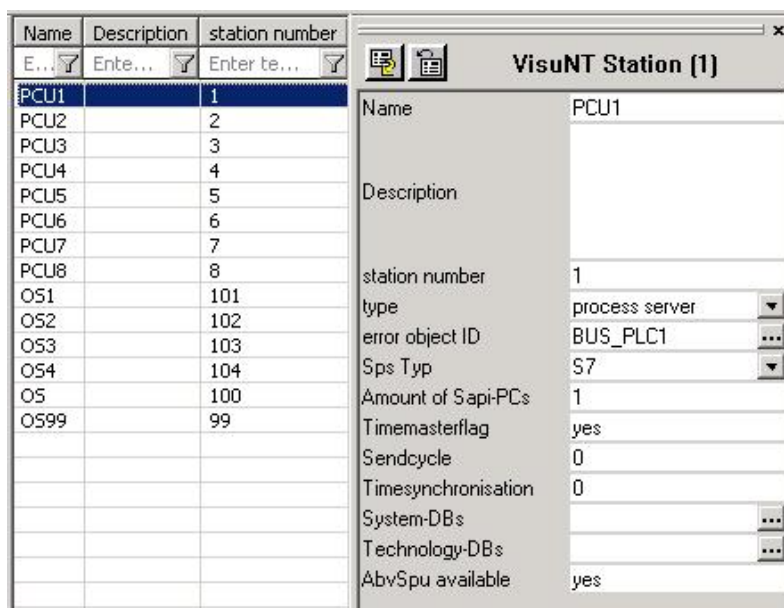 Name Description station number
E... Ente... Enter te...
PCU1 1
PCU2 2
PCU3 3
PCU4 4
PCU5 5
PCU6 6
PCU7 7
PCU8 8
OS1 101
OS2 102
OS3 103
OS4 104
OS 100
OS99 99
x
VisuNT Station (1)
Name PCU1
Description
station number 1
type process server
error object ID BUS_PLC1 ...
Sps Typ S7
Amount of Sapi-PCs 1
Timemasterflag yes
Sendcycle 0
Timesynchronisation 0
System-DBs ...
Technology-DBs ...
AbvSpu available yes